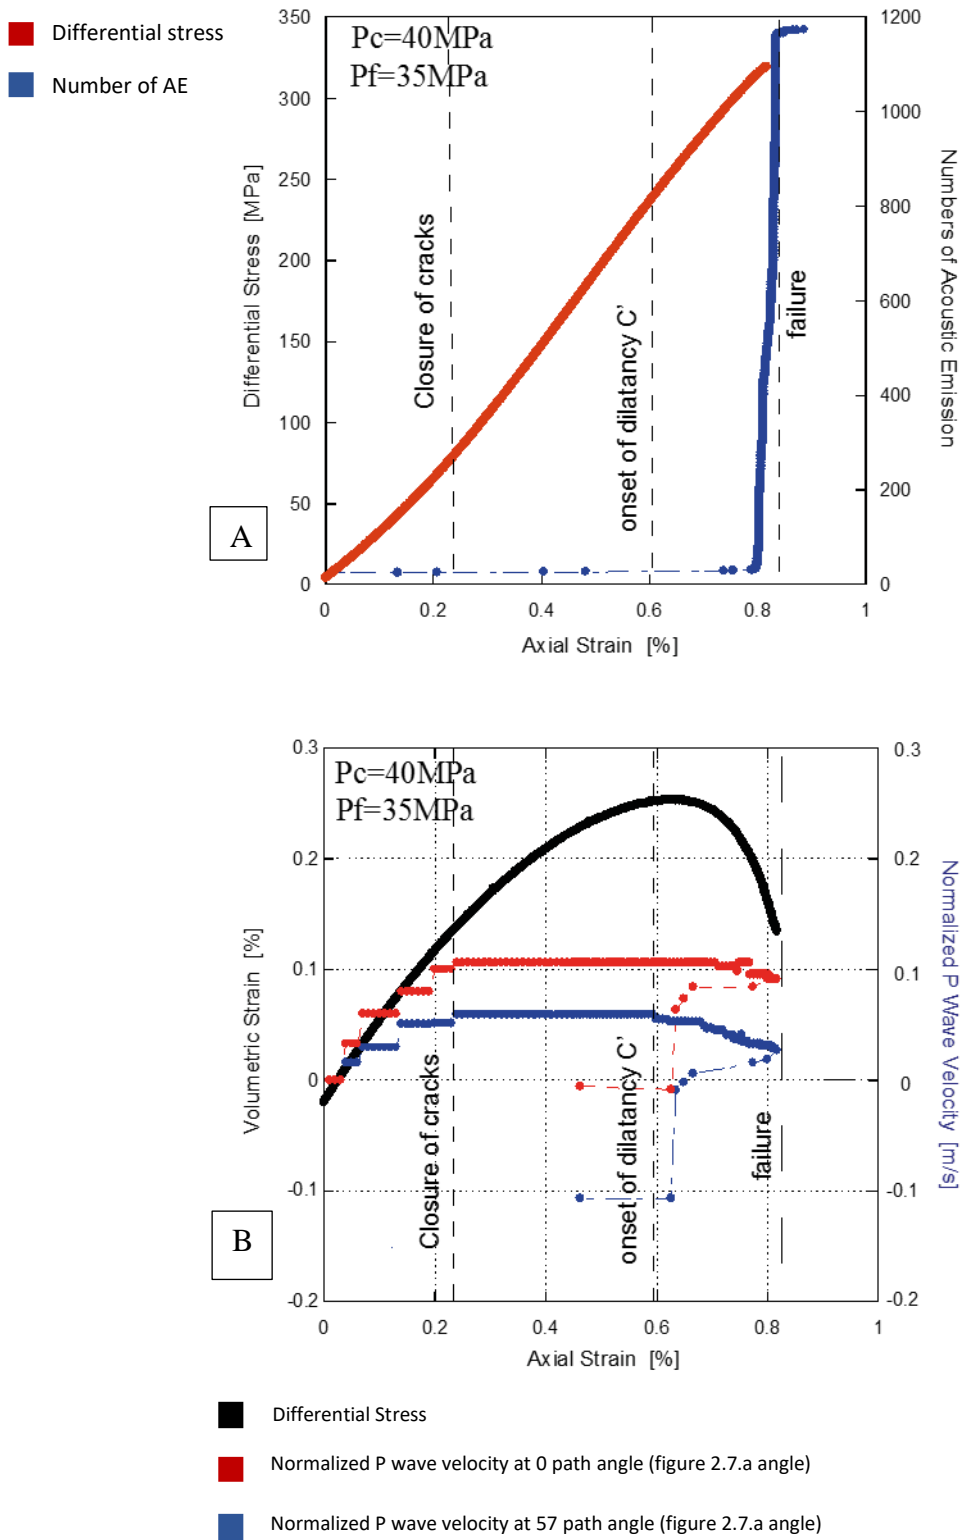 Differential stress
Number of AE
Pc=40MPa
Pf=35MPa
350
300
250
200
150
100
50
0
Differential Stress [MPa]
1200
1000
800
600
400
200
0
Numbers of Acoustic Emission
Closure of cracks
onset of dilatancy C'
failure
A
0
0.2
0.4
0.6
0.8
1
Axial Strain [%]
Pc=40MPa
Pf=35MPa
0.3
0.2
0.1
0
-0.1
-0.2
Volumetric Strain [%]
0.3
0.2
0.1
0
-0.1
-0.2
Normalized P Wave Velocity [m/s]
Closure of cracks
onset of dilatancy C'
failure
B
0
0.2
0.4
0.6
0.8
1
Axial Strain [%]
Differential Stress
Normalized P wave velocity at 0 path angle (figure 2.7.a angle)
Normalized P wave velocity at 57 path angle (figure 2.7.a angle)